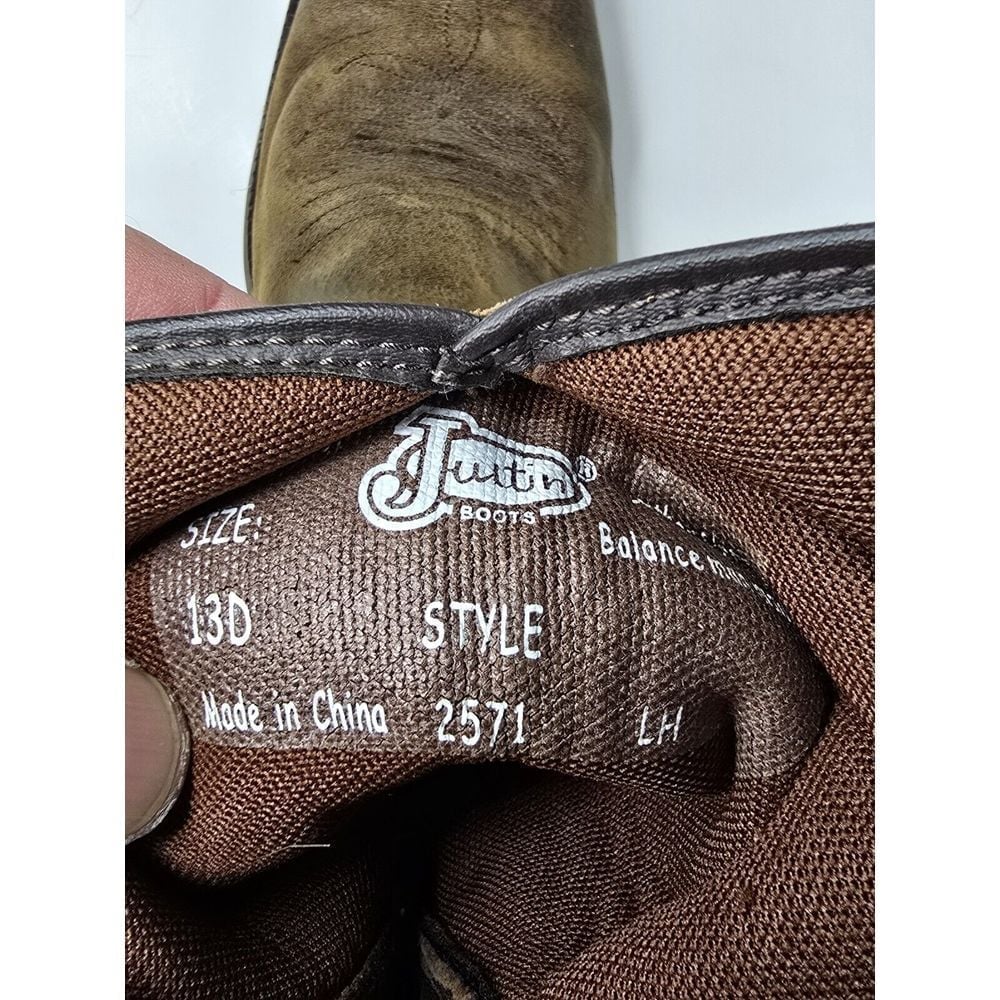 Justin®
BOOTS
SIZE:
Balance
13D
STYLE
Made in China
2571
LH